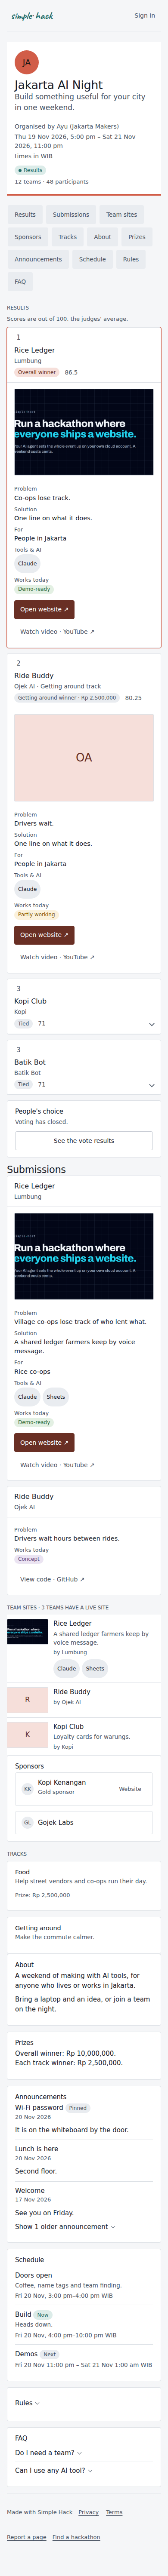 simple hack
Sign in
JA
Jakarta AI Night
Build something useful for your city
in one weekend.
Organised by Ayu (Jakarta Makers)
Thu 19 Nov 2026, 5:00 pm – Sat 21 Nov
2026, 11:00 pm
times in WIB
Results
12 teams · 48 participants
Results
Submissions
Team sites
Sponsors
Tracks
About
Prizes
Announcements
Schedule
Rules
FAQ
RESULTS
Scores are out of 100, the judges' average.
1
Rice Ledger
Lumbung
Overall winner
86.5
simple hack
Run a hackathon where
everyone ships a website.
Problem
Co-ops lose track.
Solution
One line on what it does.
For
People in Jakarta
Tools & AI
Claude
Works today
Demo-ready
Open website ↗
Watch video · YouTube ↗
2
Ride Buddy
Ojek AI · Getting around track
Getting around winner · Rp 2,500,000
80.25
OA
Problem
Drivers wait.
Solution
One line on what it does.
For
People in Jakarta
Tools & AI
Claude
Works today
Partly working
Open website ↗
Watch video · YouTube ↗
3
Kopi Club
Kopi
Tied
71
3
Batik Bot
Batik Bot
Tied
71
People's choice
Voting has closed.
See the vote results
Submissions
Rice Ledger
Lumbung
simple hack
Run a hackathon where
everyone ships a website.
Problem
Village co-ops lose track of who lent what.
Solution
A shared ledger farmers keep by voice
message.
For
Rice co-ops
Tools & AI
Claude
Sheets
Works today
Demo-ready
Open website ↗
Watch video · YouTube ↗
Ride Buddy
Ojek AI
Problem
Drivers wait hours between rides.
Works today
Concept
View code · GitHub ↗
TEAM SITES · 3 TEAMS HAVE A LIVE SITE
Rice Ledger
A shared ledger farmers keep by
voice message.
by Lumbung
Claude
Sheets
R
Ride Buddy
by Ojek AI
K
Kopi Club
Loyalty cards for warungs.
by Kopi
Sponsors
KK
Kopi Kenangan
Gold sponsor
Website
GL
Gojek Labs
TRACKS
Food
Help street vendors and co-ops run their day.
Prize: Rp 2,500,000
Getting around
Make the commute calmer.
About
A weekend of making with AI tools, for
anyone who lives or works in Jakarta.
Bring a laptop and an idea, or join a team
on the night.
Prizes
Overall winner: Rp 10,000,000.
Each track winner: Rp 2,500,000.
Announcements
Wi-Fi password
Pinned
20 Nov 2026
It is on the whiteboard by the door.
Lunch is here
20 Nov 2026
Second floor.
Welcome
17 Nov 2026
See you on Friday.
Show 1 older announcement
Schedule
Doors open
Coffee, name tags and team finding.
Fri 20 Nov, 3:00 pm–4:00 pm WIB
Build
Now
Heads down.
Fri 20 Nov, 4:00 pm–10:00 pm WIB
Demos
Next
Fri 20 Nov 11:00 pm – Sat 21 Nov 1:00 am WIB
Rules
FAQ
Do I need a team?
Can I use any AI tool?
Made with Simple Hack
Privacy
Terms
Report a page
Find a hackathon